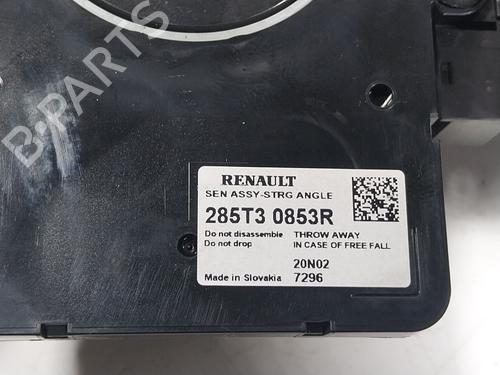 B-PARTS
RENAULT
SEN ASSY-STRG ANGLE
285T3 0853R
Do not disassemble THROW AWAY
Do not drop IN CASE OF FREE FALL
20N02
Made in Slovakia 7296